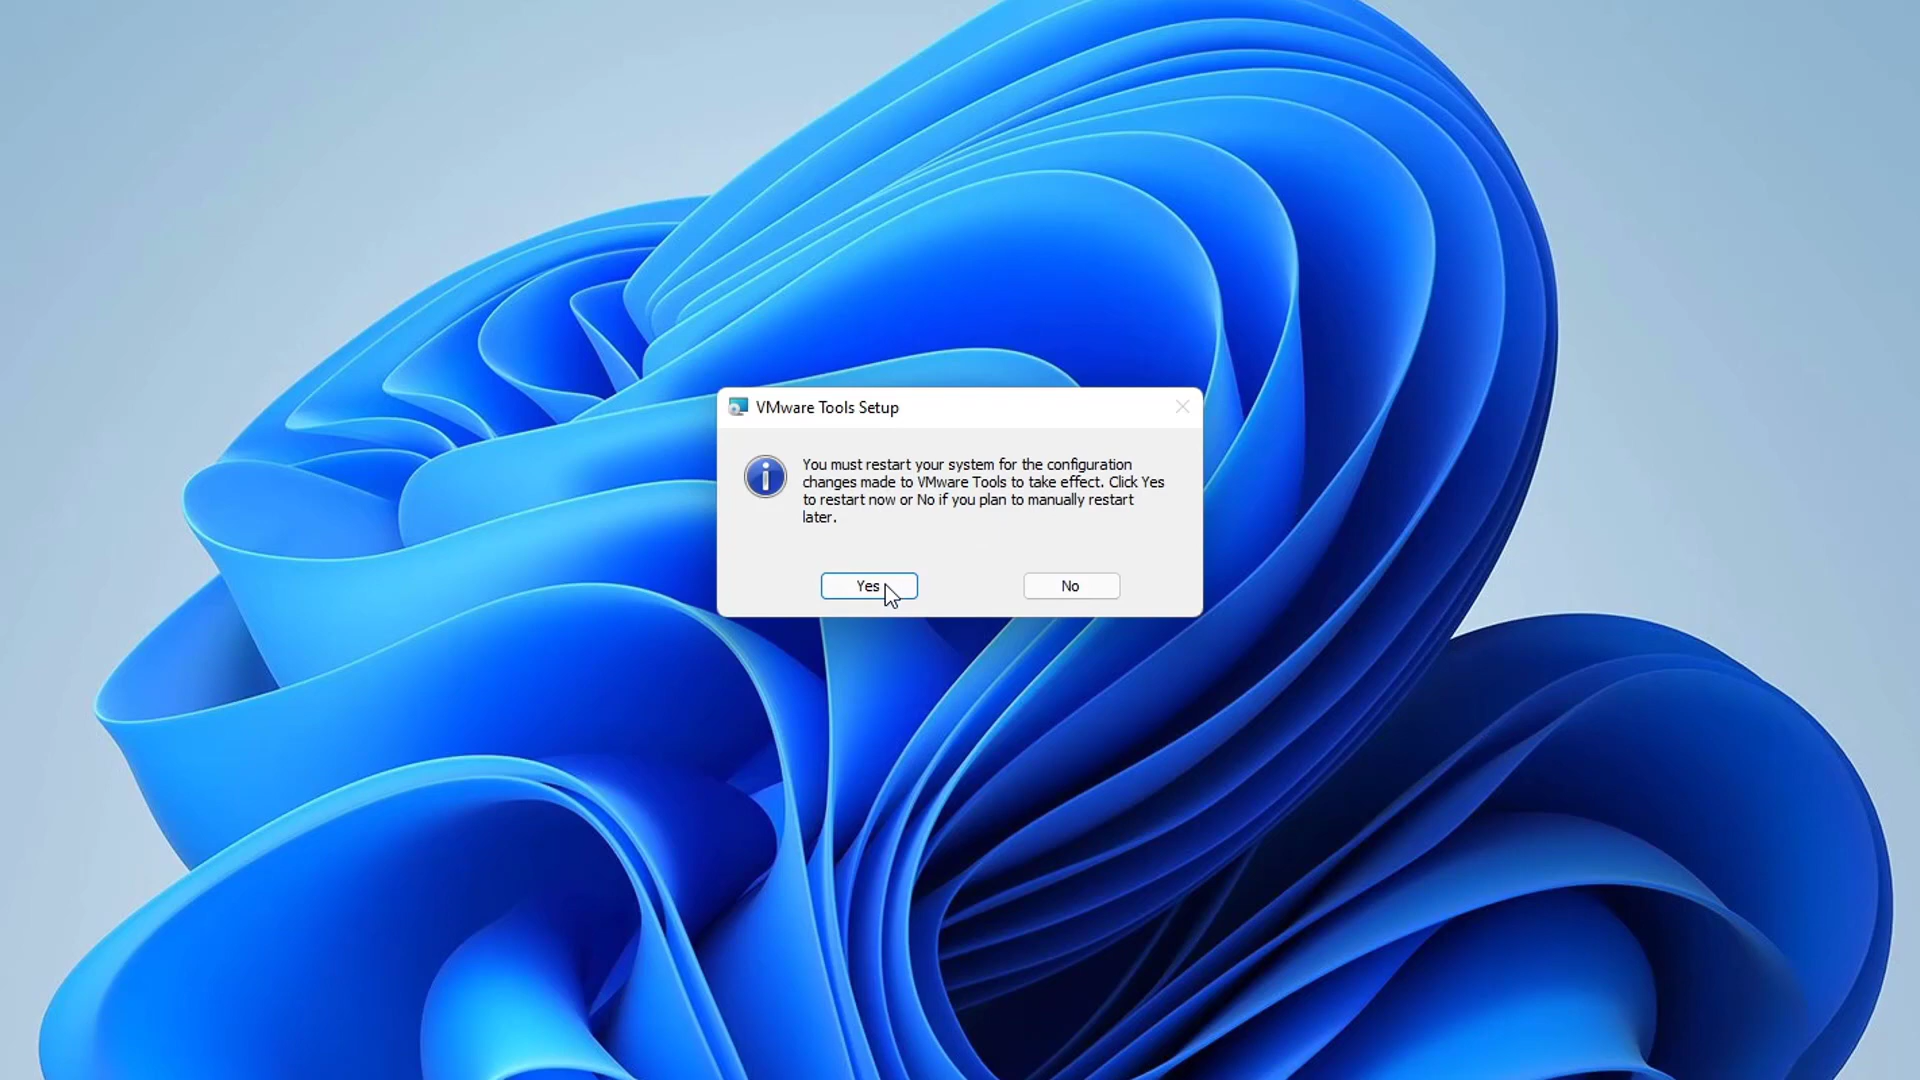 VMware Tools Setup
You must restart your system for the configuration
changes made to VMware Tools to take effect. Click Yes
to restart now or No if you plan to manually restart
later.
Yes
No